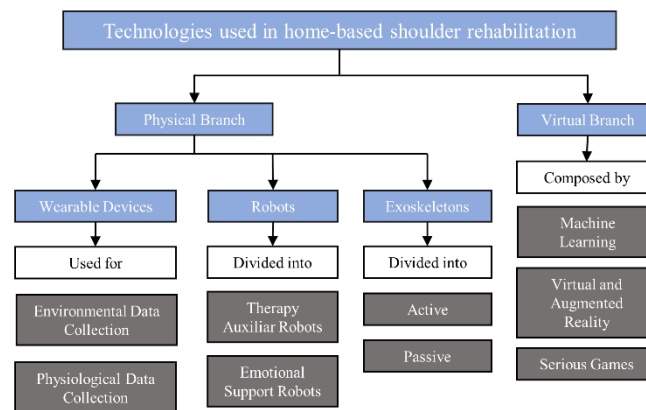 Technologies used in home-based shoulder rehabilitation
Physical Branch
Virtual Branch
Wearable Devices
Robots
Exoskeletons
Composed by
Used for
Divided into
Divided into
Machine
Learning
Environmental Data
Collection
Therapy
Auxiliar Robots
Active
Virtual and
Augmented
Reality
Physiological Data
Collection
Emotional
Support Robots
Passive
Serious Games